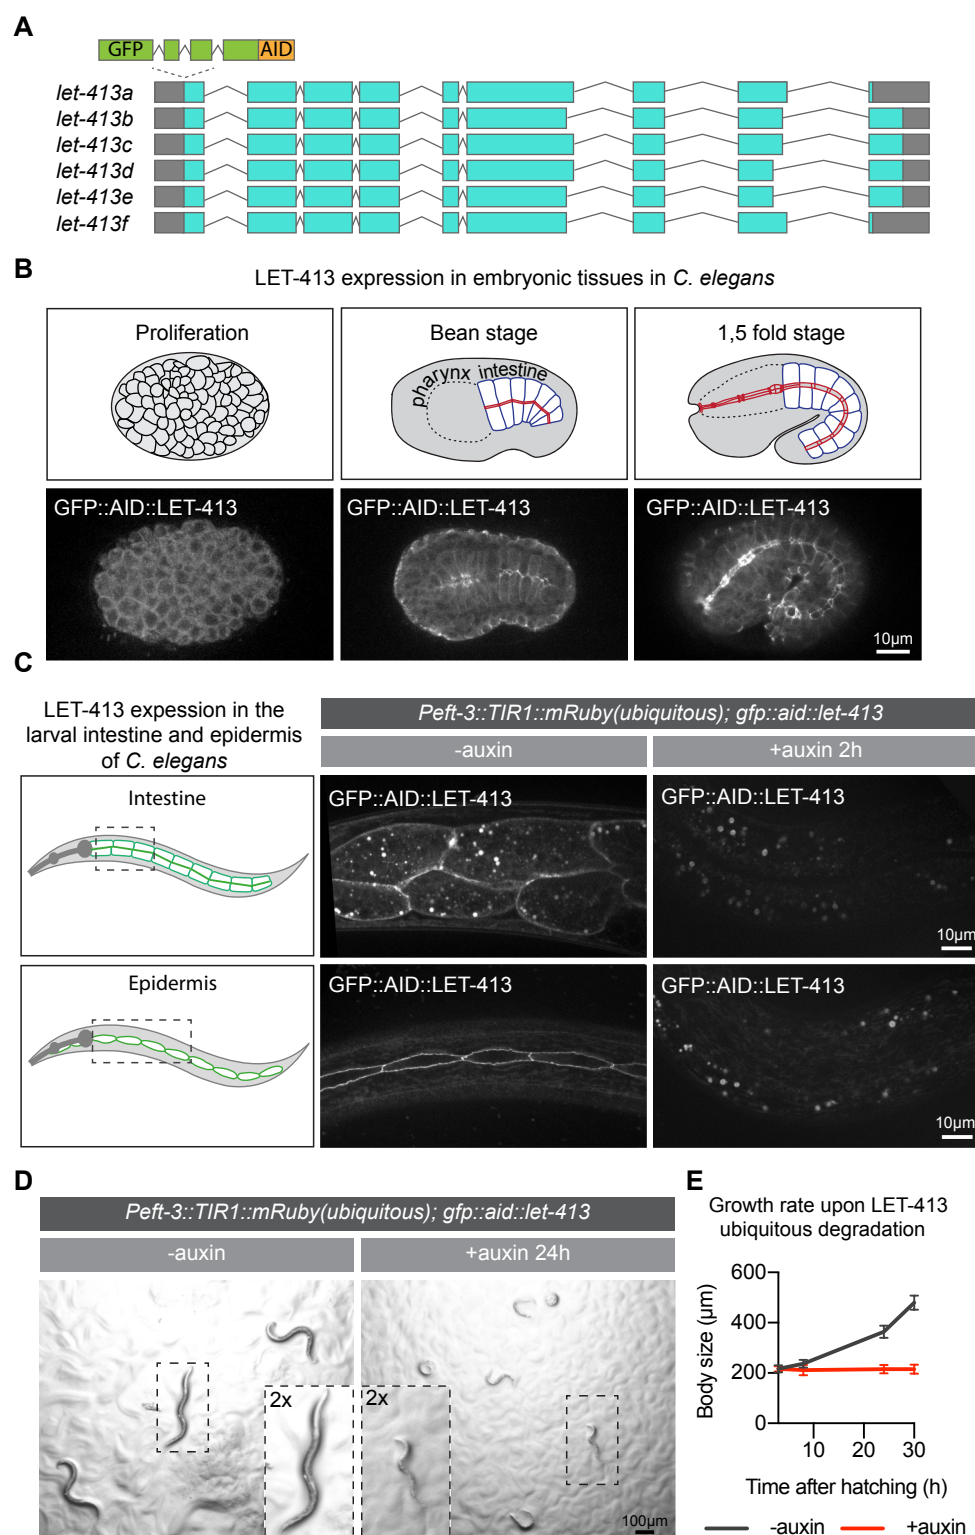 A
GFP AID
let-413a
let-413b
let-413c
let-413d
let-413e
let-413f
B
LET-413 expression in embryonic tissues in C. elegans
Proliferation
Bean stage
1,5 fold stage
pharynx intestine
GFP::AID::LET-413
GFP::AID::LET-413
GFP::AID::LET-413
10µm
C
LET-413 expession in the
larval intestine and epidermis
of C. elegans
Peft-3::TIR1::mRuby(ubiquitous); gfp::aid::let-413
-auxin
+auxin 2h
Intestine
GFP::AID::LET-413
GFP::AID::LET-413
10µm
Epidermis
GFP::AID::LET-413
GFP::AID::LET-413
10µm
D
Peft-3::TIR1::mRuby(ubiquitous); gfp::aid::let-413
-auxin
+auxin 24h
2x
2x
100µm
E
Growth rate upon LET-413
ubiquitous degradation
Body size (µm)
600
400
200
0
10 20 30
Time after hatching (h)
-auxin +auxin